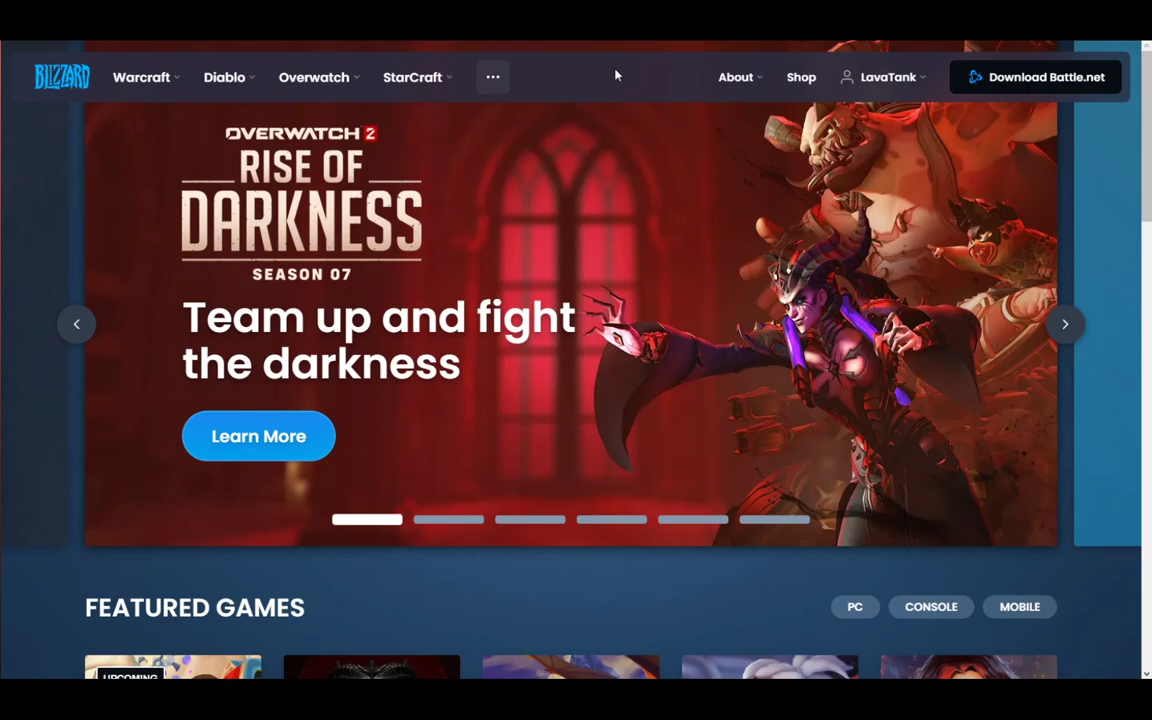 BLIZZARD Warcraft Diablo Overwatch StarCraft ••• About Shop LavaTank Download Battle.net
OVERWATCH 2
RISE OF
DARKNESS
SEASON 07
Team up and fight
the darkness
Learn More
FEATURED GAMES PC CONSOLE MOBILE
UPCOMING